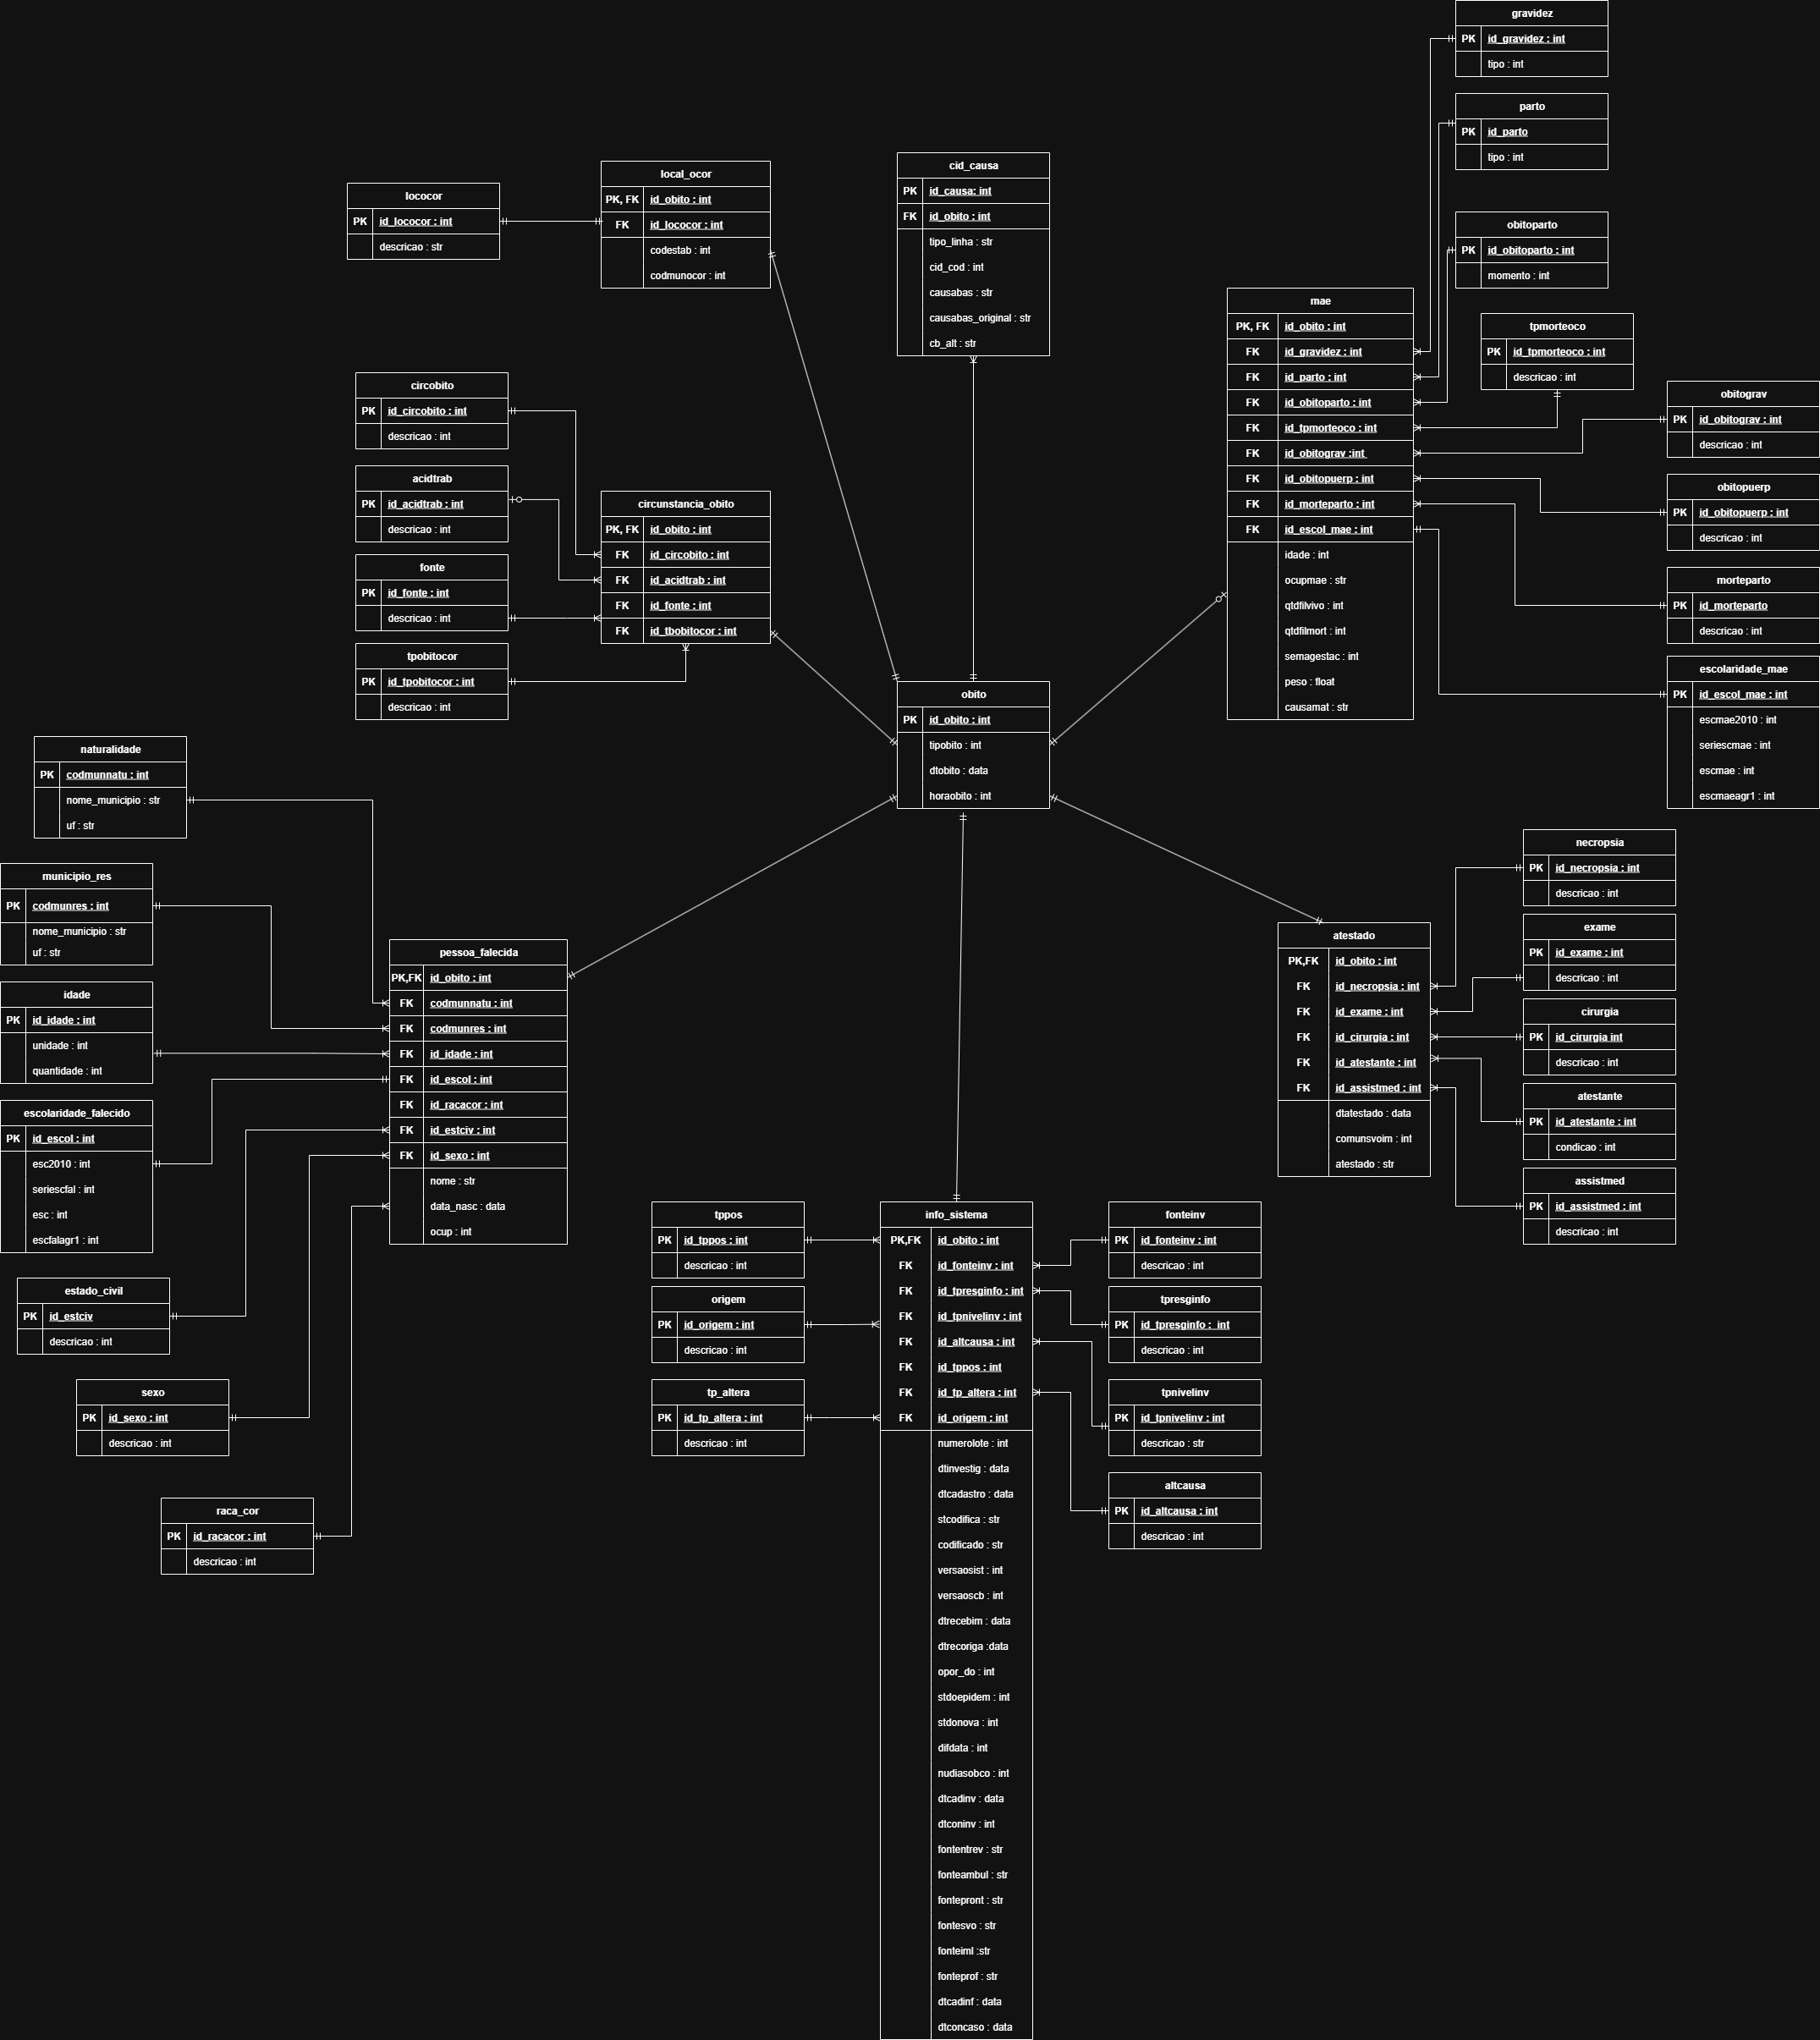 gravidez
PK id_gravidez : int
tipo : int
parto
PK id_parto
tipo : int
obitoparto
PK id_obitoparto : int
momento : int
tpmorteoco
PK id_tpmorteoco : int
descricao : int
obitograv
PK id_obitograv : int
descricao : int
obitopuerp
PK id_obitopuerp : int
descricao : int
morteparto
PK id_morteparto
descricao : int
escolaridade_mae
PK id_escol_mae : int
escmae2010 : int
seriescmae : int
escmae : int
escmaeagr1 : int
mae
PK, FK id_obito : int
FK id_gravidez : int
FK id_parto : int
FK id_obitoparto : int
FK id_tpmorteoco : int
FK id_obitograv :int
FK id_obitopuerp : int
FK id_morteparto : int
FK id_escol_mae : int
idade : int
ocupmae : str
qtdfilvivo : int
qtdfilmort : int
semagestac : int
peso : float
causamat : str
cid_causa
PK id_causa: int
FK id_obito : int
tipo_linha : str
cid_cod : int
causabas : str
causabas_original : str
cb_alt : str
local_ocor
PK, FK id_obito : int
FK id_lococor : int
codestab : int
codmunocor : int
lococor
PK id_lococor : int
descricao : str
circobito
PK id_circobito : int
descricao : int
acidtrab
PK id_acidtrab : int
descricao : int
fonte
PK id_fonte : int
descricao : int
tpobitocor
PK id_tpobitocor : int
descricao : int
circunstancia_obito
PK, FK id_obito : int
FK id_circobito : int
FK id_acidtrab : int
FK id_fonte : int
FK id_tbobitocor : int
obito
PK id_obito : int
tipobito : int
dtobito : data
horaobito : int
naturalidade
PK codmunnatu : int
nome_municipio : str
uf : str
municipio_res
PK codmunres : int
nome_municipio : str
uf : str
idade
PK id_idade : int
unidade : int
quantidade : int
escolaridade_falecido
PK id_escol : int
esc2010 : int
seriescfal : int
esc : int
escfalagr1 : int
estado_civil
PK id_estciv
descricao : int
sexo
PK id_sexo : int
descricao : int
raca_cor
PK id_racacor : int
descricao : int
pessoa_falecida
PK,FK id_obito : int
FK codmunnatu : int
FK codmunres : int
FK id_idade : int
FK id_escol : int
FK id_racacor : int
FK id_estciv : int
FK id_sexo : int
nome : str
data_nasc : data
ocup : int
atestado
PK,FK id_obito : int
FK id_necropsia : int
FK id_exame : int
FK id_cirurgia : int
FK id_atestante : int
FK id_assistmed : int
dtatestado : data
comunsvoim : int
atestado : str
necropsia
PK id_necropsia : int
descricao : int
exame
PK id_exame : int
descricao : int
cirurgia
PK id_cirurgia int
descricao : int
atestante
PK id_atestante : int
condicao : int
assistmed
PK id_assistmed : int
descricao : int
tppos
PK id_tppos : int
descricao : int
origem
PK id_origem : int
descricao : int
tp_altera
PK id_tp_altera : int
descricao : int
info_sistema
PK,FK id_obito : int
FK id_fonteinv : int
FK id_tpresginfo : int
FK id_tpnivelinv : int
FK id_altcausa : int
FK id_tppos : int
FK id_tp_altera : int
FK id_origem : int
numerolote : int
dtinvestig : data
dtcadastro : data
stcodifica : str
codificado : str
versaosist : int
versaoscb : int
dtrecebim : data
dtrecoriga :data
opor_do : int
stdoepidem : int
stdonova : int
difdata : int
nudiasobco : int
dtcadinv : data
dtconinv : int
fontentrev : str
fonteambul : str
fontepront : str
fontesvo : str
fonteiml :str
fonteprof : str
dtcadinf : data
dtconcaso : data
fonteinv
PK id_fonteinv : int
descricao : int
tpresginfo
PK id_tpresginfo : int
descricao : int
tpnivelinv
PK id_tpnivelinv : int
descricao : str
altcausa
PK id_altcausa : int
descricao : int